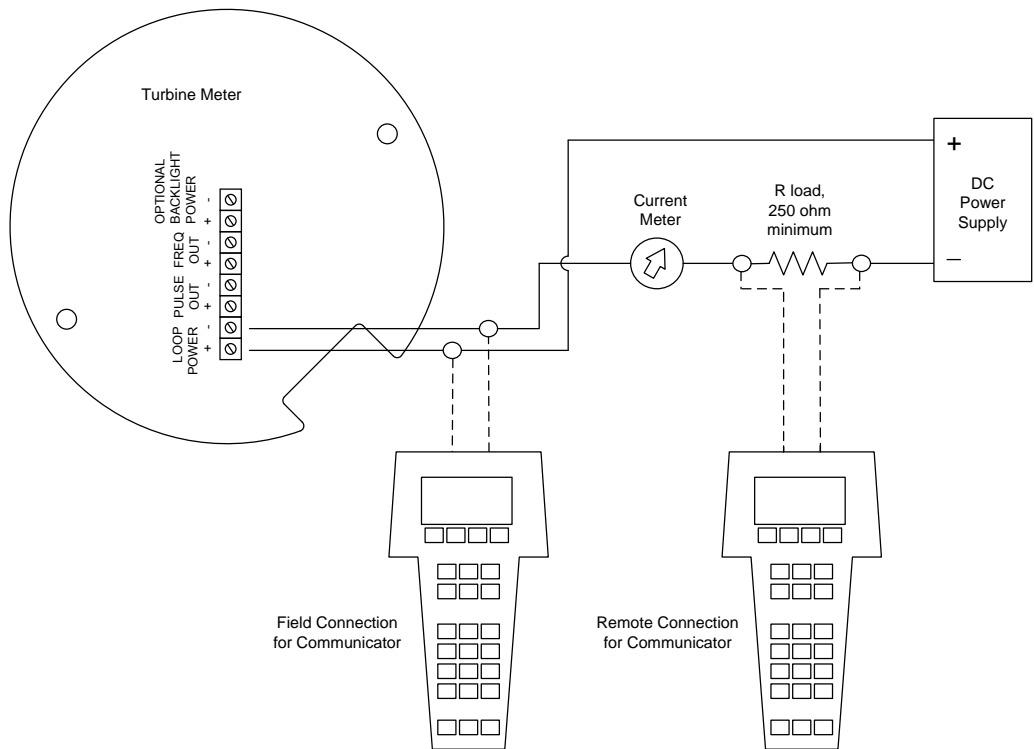 Turbine Meter
OPTIONAL
BACKLIGHT
POWER
- +
FREQ
OUT
- +
PULSE
OUT
- +
LOOP
POWER
- +
Current
Meter
R load,
250 ohm
minimum
+
DC
Power
Supply
–
Field Connection
for Communicator
Remote Connection
for Communicator